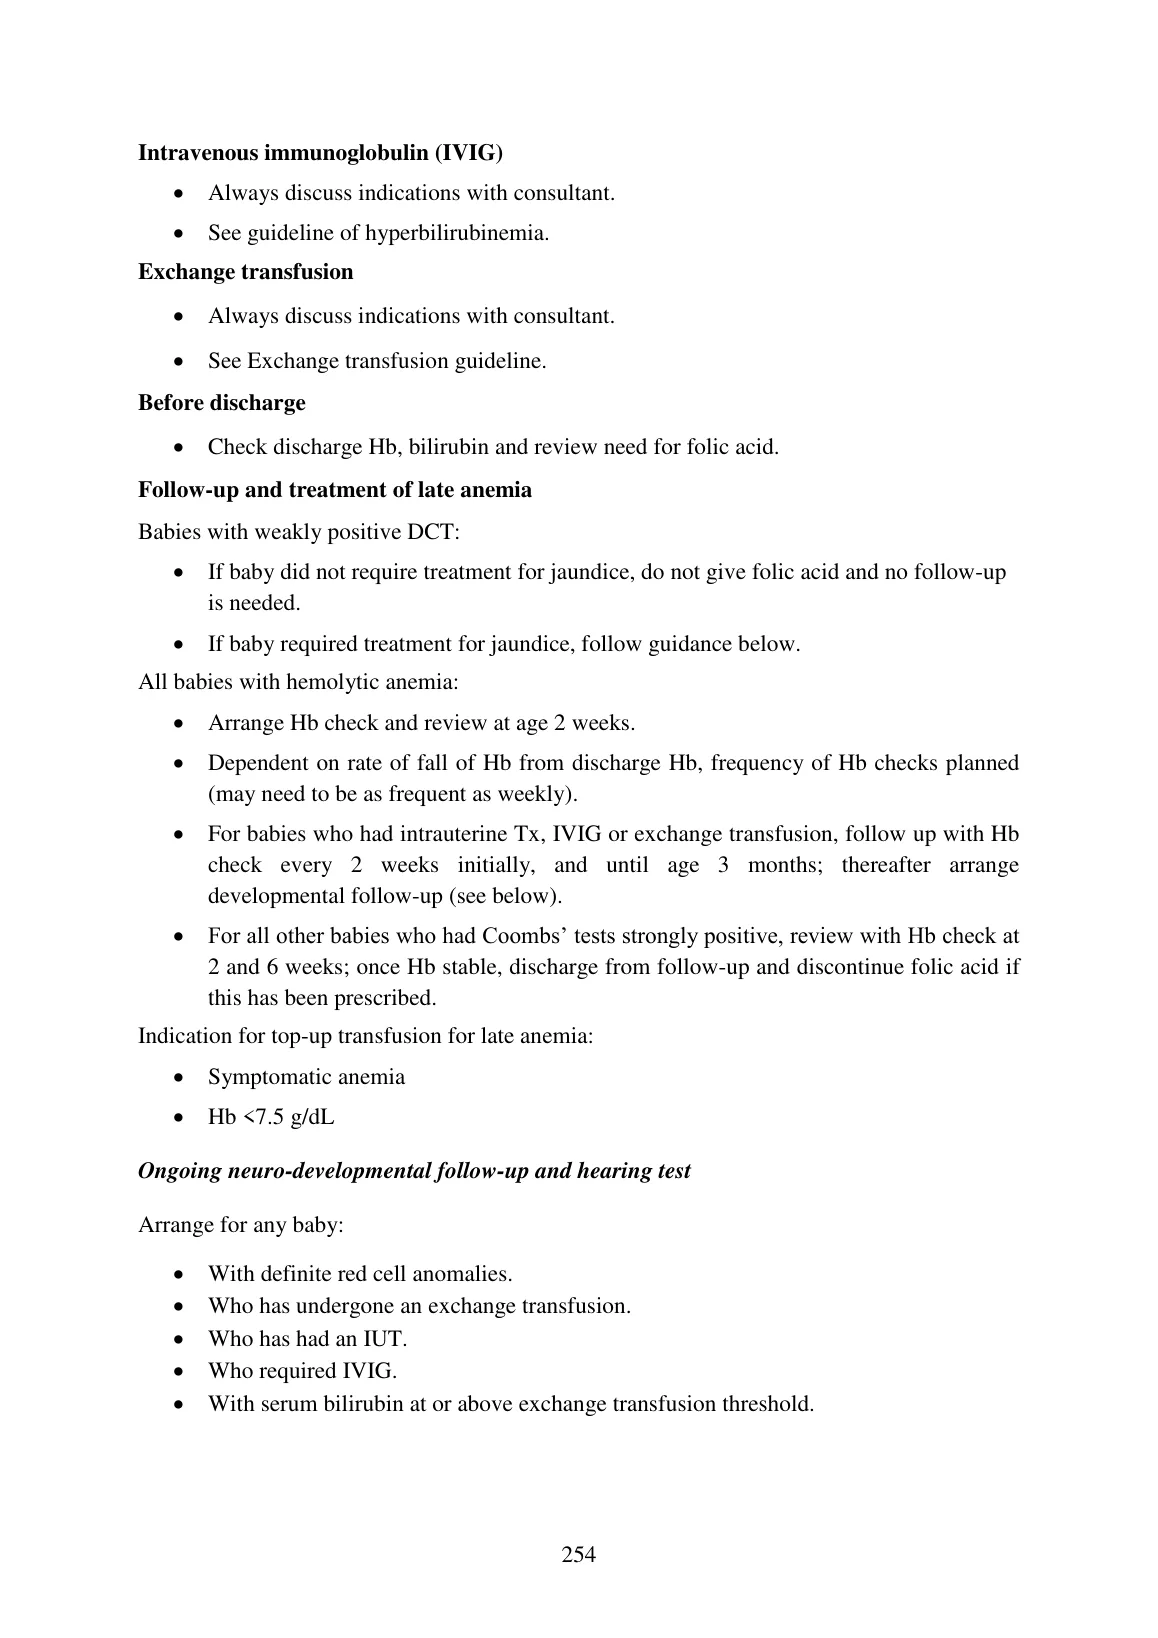 Intravenous immunoglobulin (IVIG)
• Always discuss indications with consultant.
• See guideline of hyperbilirubinemia.
Exchange transfusion
• Always discuss indications with consultant.
• See Exchange transfusion guideline.
Before discharge
• Check discharge Hb, bilirubin and review need for folic acid.
Follow-up and treatment of late anemia
Babies with weakly positive DCT:
• If baby did not require treatment for jaundice, do not give folic acid and no follow-up
is needed.
• If baby required treatment for jaundice, follow guidance below.
All babies with hemolytic anemia:
• Arrange Hb check and review at age 2 weeks.
• Dependent on rate of fall of Hb from discharge Hb, frequency of Hb checks planned
(may need to be as frequent as weekly).
• For babies who had intrauterine Tx, IVIG or exchange transfusion, follow up with Hb
check every 2 weeks initially, and until age 3 months; thereafter arrange
developmental follow-up (see below).
• For all other babies who had Coombs’ tests strongly positive, review with Hb check at
2 and 6 weeks; once Hb stable, discharge from follow-up and discontinue folic acid if
this has been prescribed.
Indication for top-up transfusion for late anemia:
• Symptomatic anemia
• Hb <7.5 g/dL
Ongoing neuro-developmental follow-up and hearing test
Arrange for any baby:
• With definite red cell anomalies.
• Who has undergone an exchange transfusion.
• Who has had an IUT.
• Who required IVIG.
• With serum bilirubin at or above exchange transfusion threshold.
254